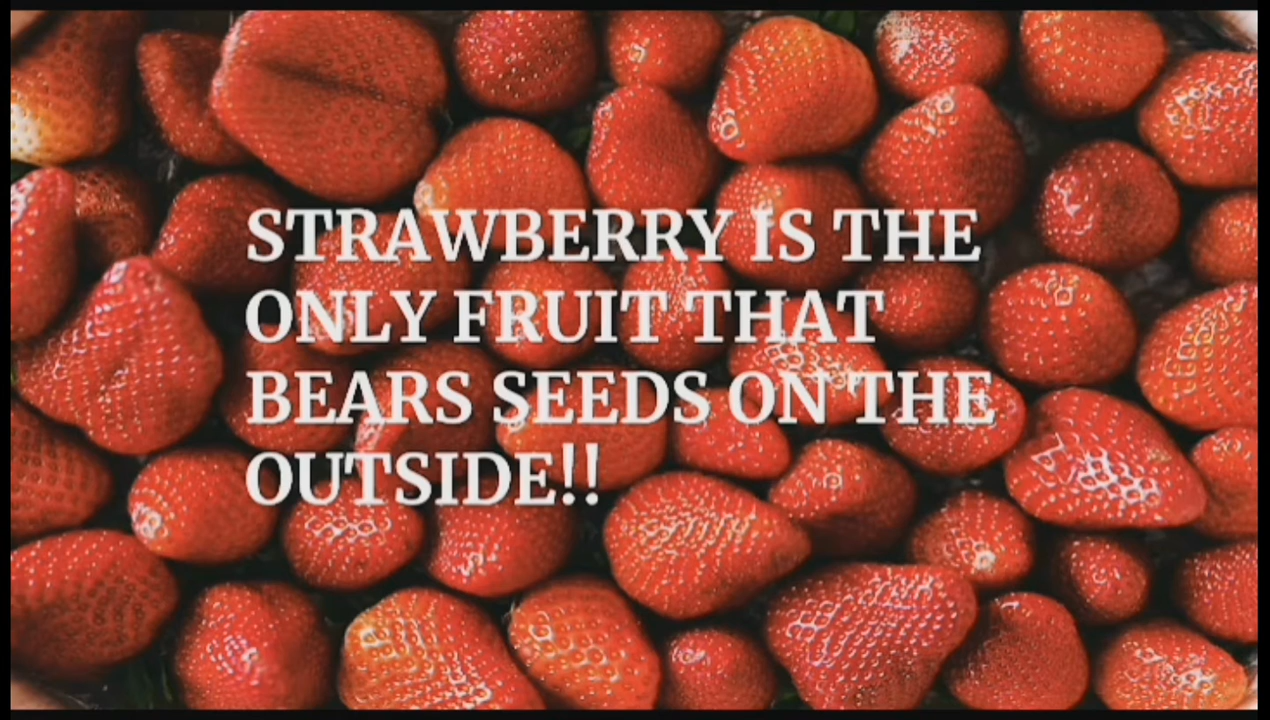 STRAWBERRY IS THE
ONLY FRUIT THAT
BEARS SEEDS ON THE
OUTSIDE!!